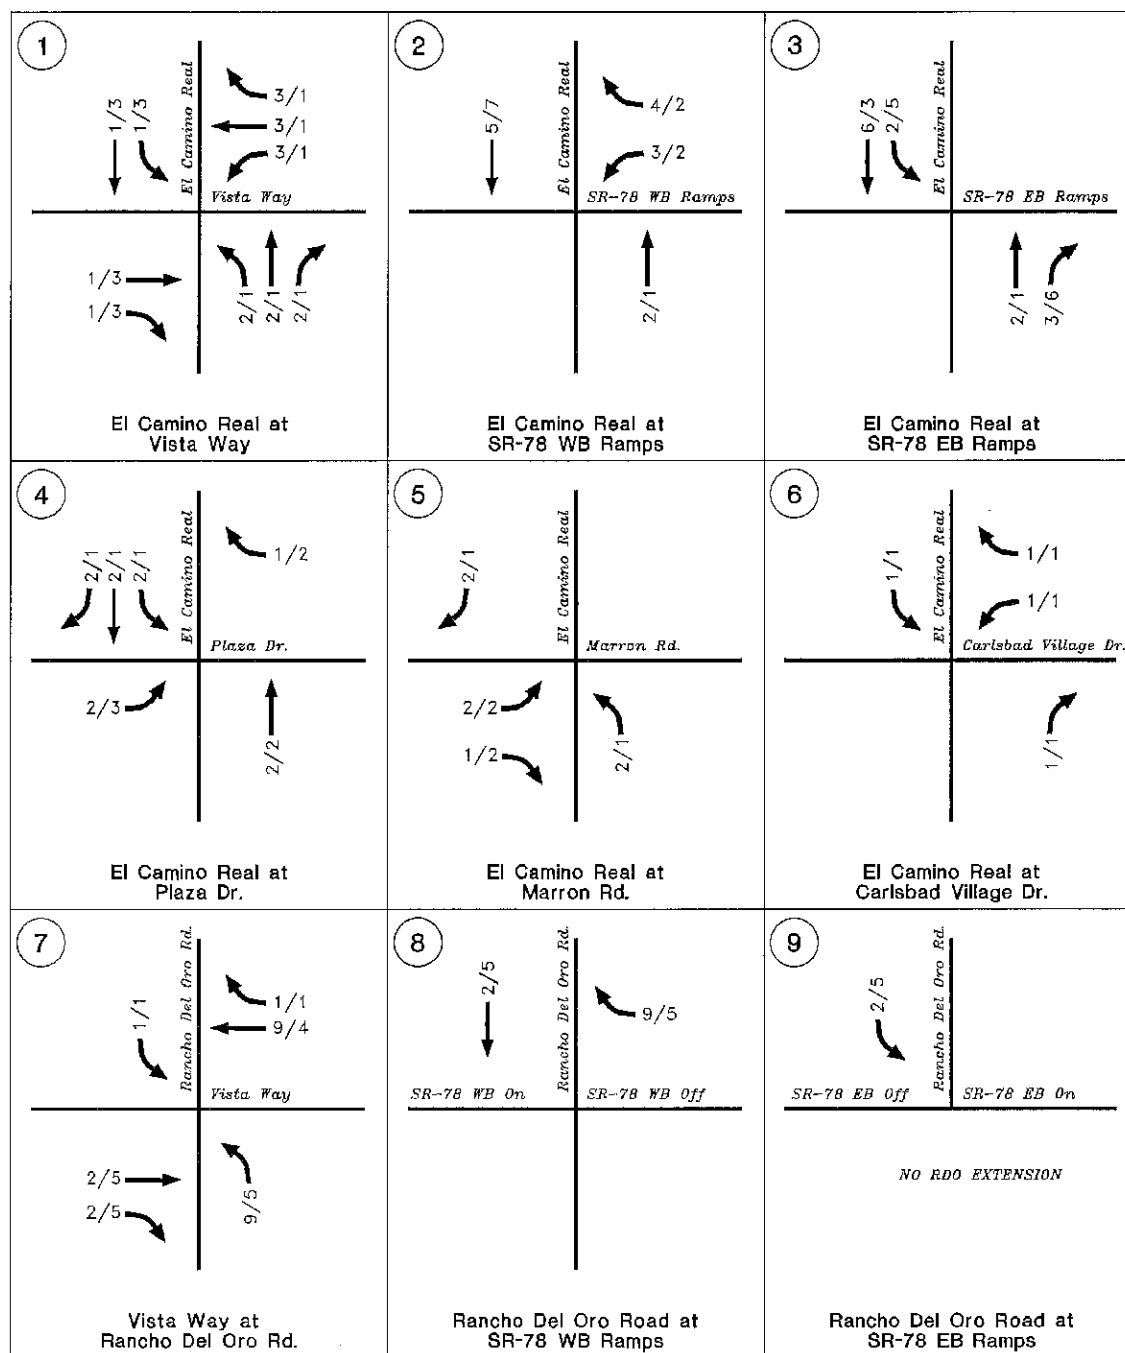 1
El Camino Real
1/3
1/3
3/1
3/1
3/1
Vista Way
1/3
1/3
2/1
2/1
2/1
El Camino Real at
Vista Way
2
El Camino Real
5/7
4/2
3/2
SR-78 WB Ramps
2/1
El Camino Real at
SR-78 WB Ramps
3
El Camino Real
6/3
2/5
SR-78 EB Ramps
2/1
3/6
El Camino Real at
SR-78 EB Ramps
4
El Camino Real
2/1
2/1
2/1
1/2
Plaza Dr.
2/3
2/2
El Camino Real at
Plaza Dr.
5
El Camino Real
2/1
Marron Rd.
2/2
1/2
2/1
El Camino Real at
Marron Rd.
6
El Camino Real
1/1
1/1
1/1
Carlsbad Village Dr.
1/1
El Camino Real at
Carlsbad Village Dr.
7
Rancho Del Oro Rd.
1/1
1/1
9/4
Vista Way
2/5
2/5
9/5
Vista Way at
Rancho Del Oro Rd.
8
Rancho Del Oro Rd.
2/5
9/5
SR-78 WB On
SR-78 WB Off
Rancho Del Oro Road at
SR-78 WB Ramps
9
Rancho Del Oro Rd.
2/5
SR-78 EB Off
SR-78 EB On
NO RDO EXTENSION
Rancho Del Oro Road at
SR-78 EB Ramps